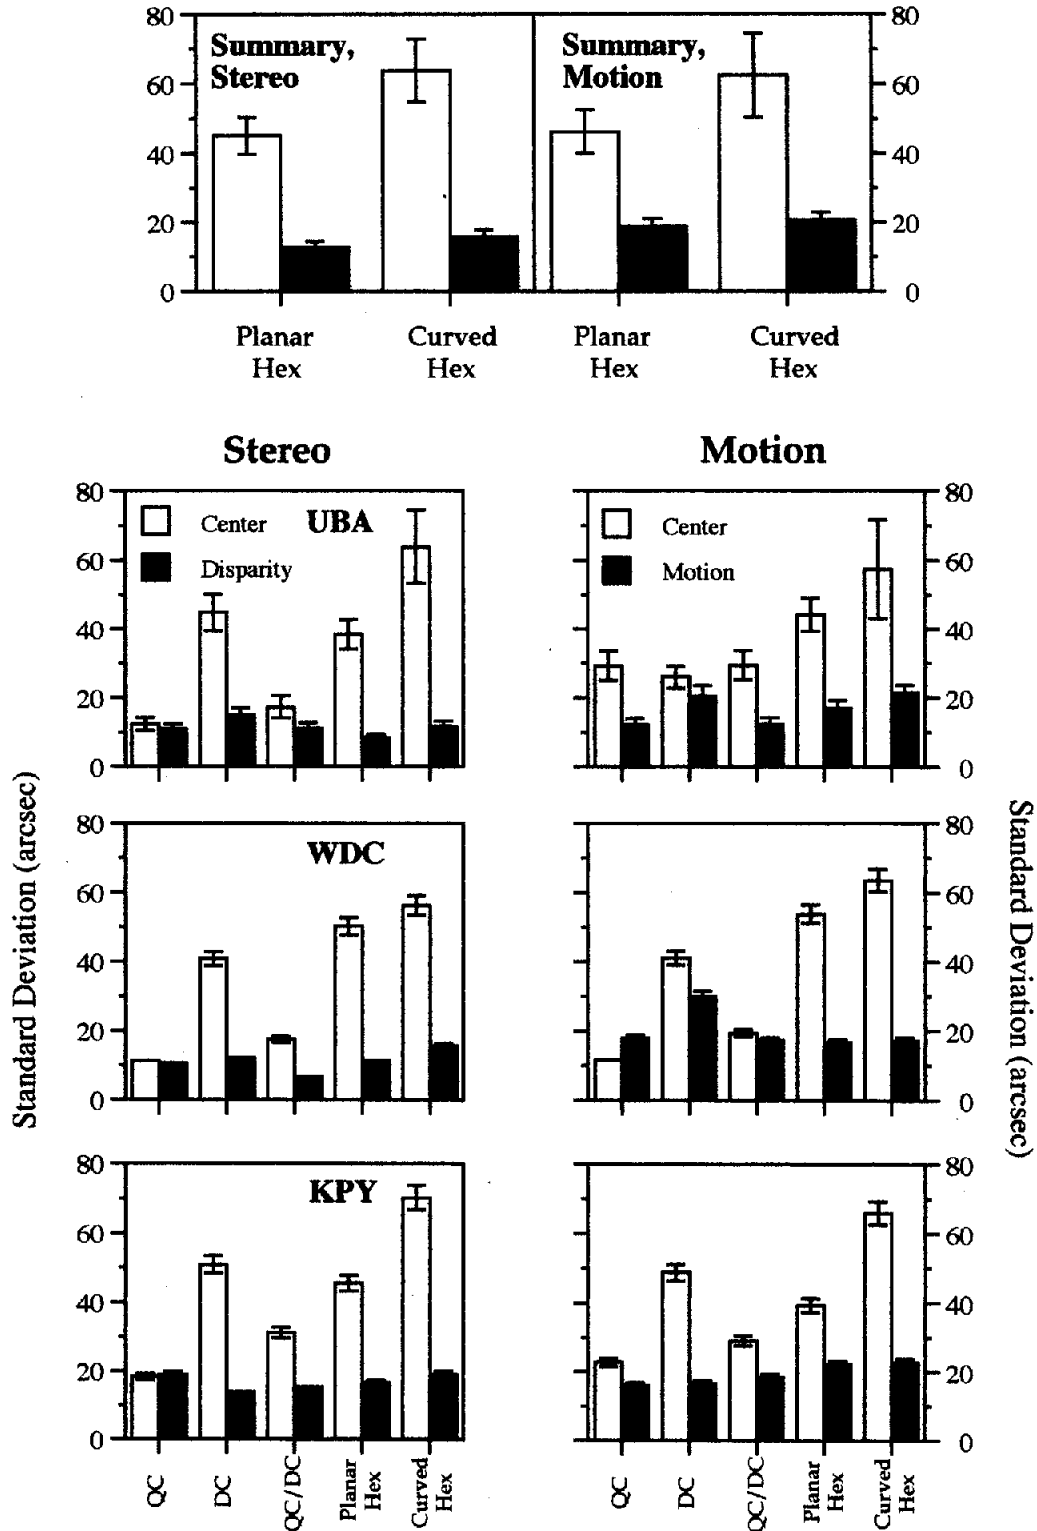 80
60
40
20
0
Summary,
Stereo
Summary,
Motion
80
60
40
20
0
Planar
Hex
Curved
Hex
Planar
Hex
Curved
Hex
Stereo
Motion
80
60
40
20
0
Center
Disparity
UBA
Center
Motion
80
60
40
20
0
Standard Deviation (arcsec)
80
60
40
20
0
WDC
80
60
40
20
0
Standard Deviation (arcsec)
80
60
40
20
0
KPY
80
60
40
20
0
QC
DC
QC/DC
Planar
Hex
Curved
Hex
QC
DC
QC/DC
Planar
Hex
Curved
Hex